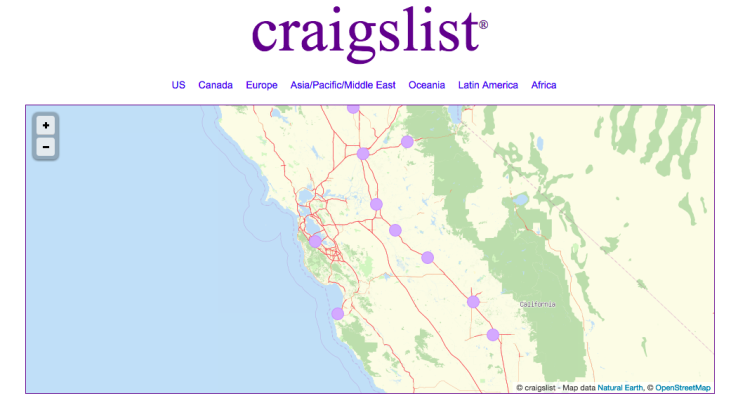 craigslist®
US Canada Europe Asia/Pacific/Middle East Oceania Latin America Africa
+
−
California
© craigslist - Map data Natural Earth, © OpenStreetMap